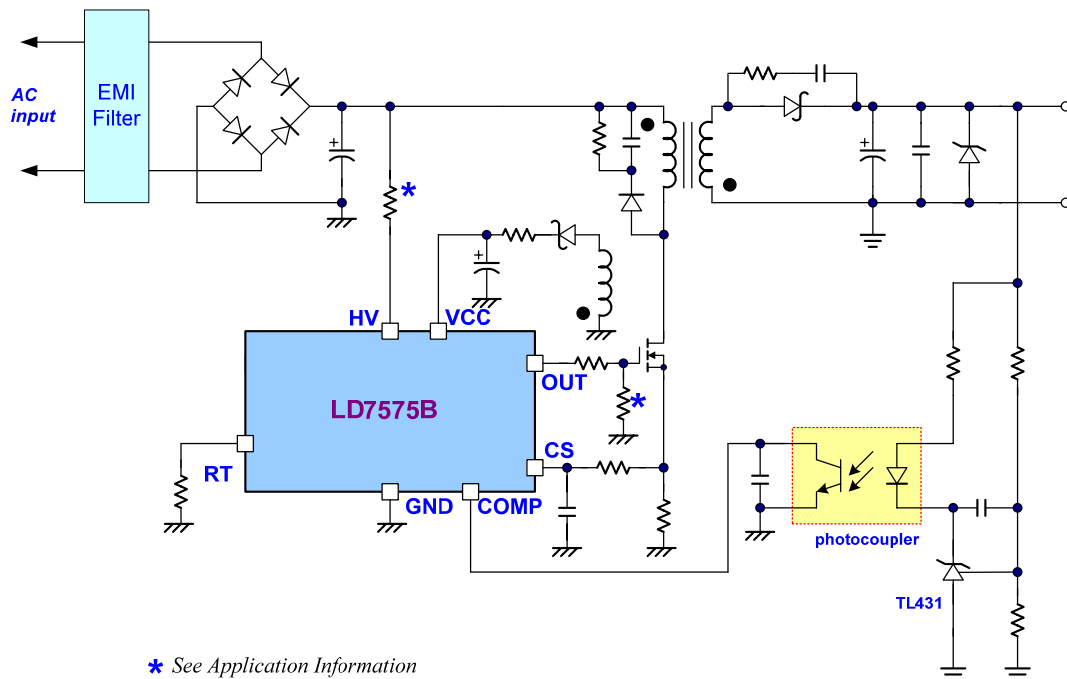 AC
input
EMI
Filter
+
+
+
*
HV
VCC
OUT
*
LD7575B
CS
RT
GND
COMP
photocoupler
TL431
* See Application Information